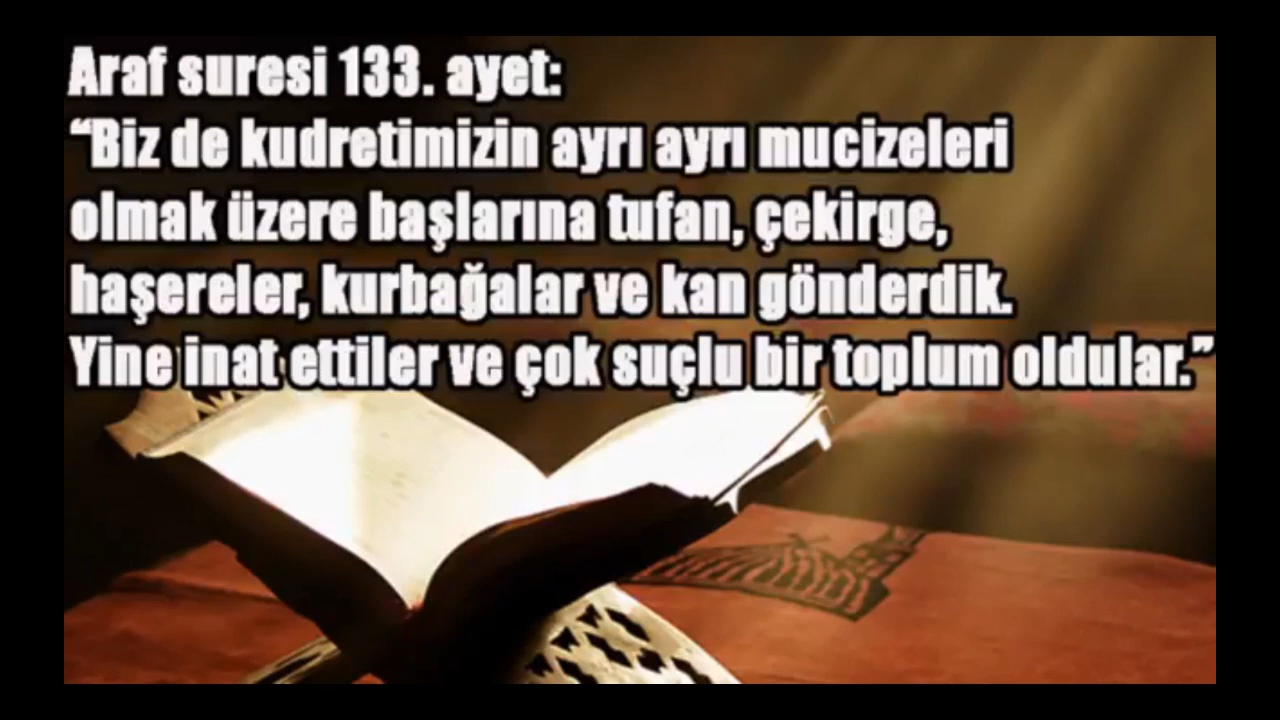 Araf suresi 133. ayet:
“Biz de kudretimizin ayrı ayrı mucizeleri
olmak üzere başlarına tufan, çekirge,
haşereler, kurbağalar ve kan gönderdik.
Yine inat ettiler ve çok suçlu bir toplum oldular.”